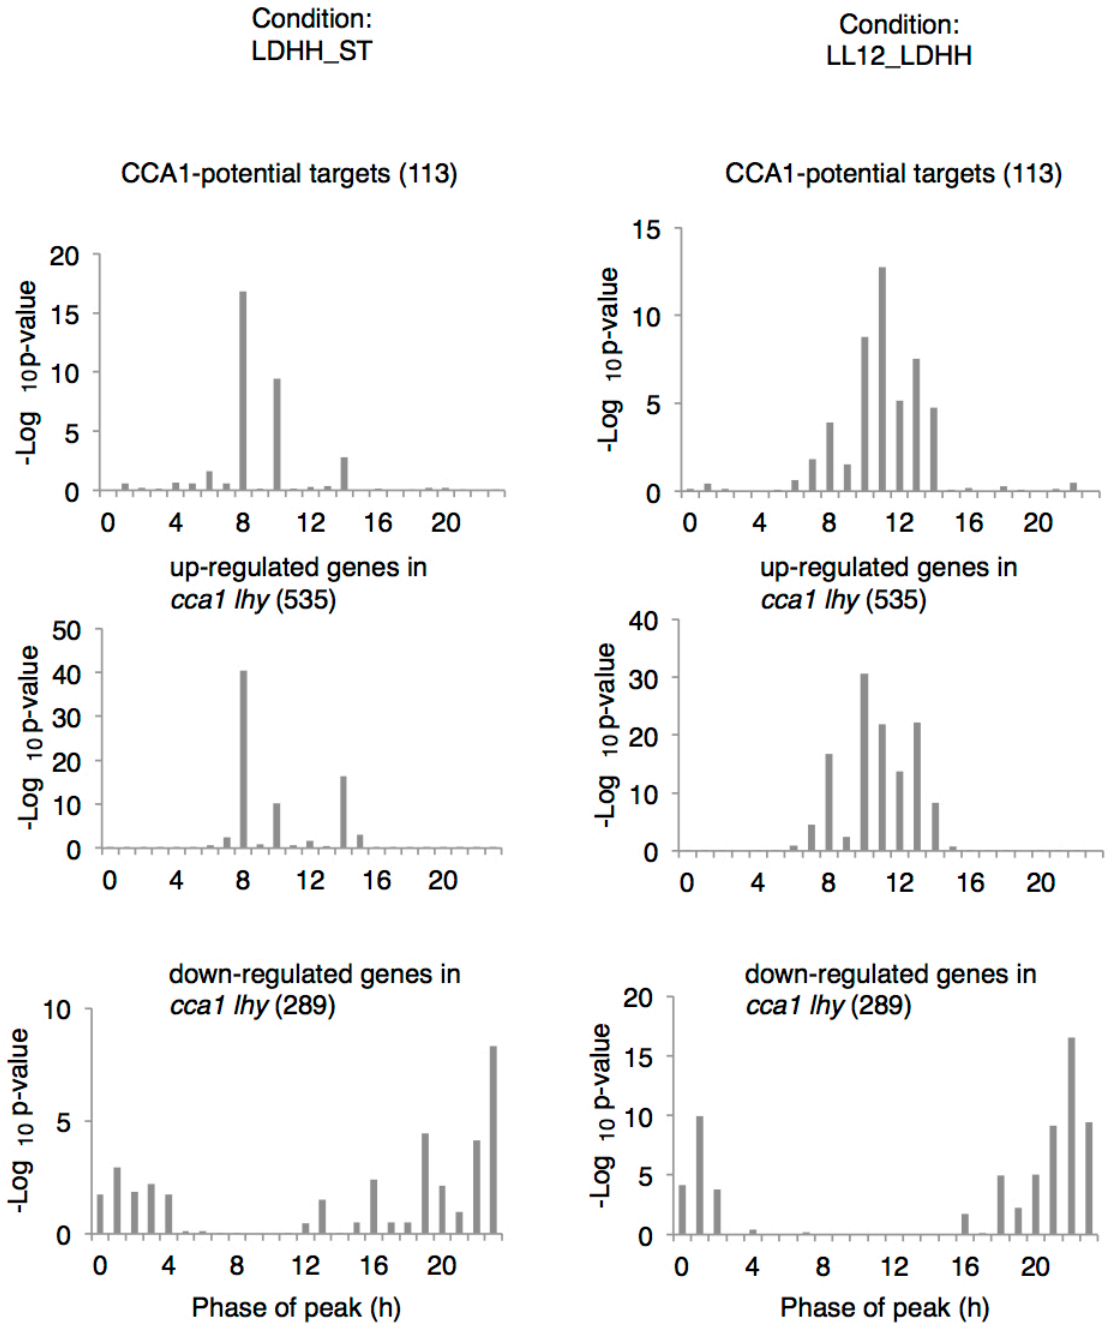 Condition:
LDHH_ST
Condition:
LL12_LDHH
CCA1-potential targets (113)
-Log 10 p-value
20
15
10
5
0
0 4 8 12 16 20
CCA1-potential targets (113)
-Log 10 p-value
15
10
5
0
0 4 8 12 16 20
up-regulated genes in
cca1 lhy (535)
-Log 10 p-value
50
40
30
20
10
0
0 4 8 12 16 20
up-regulated genes in
cca1 lhy (535)
-Log 10 p-value
40
30
20
10
0
0 4 8 12 16 20
down-regulated genes in
cca1 lhy (289)
-Log 10 p-value
10
5
0
0 4 8 12 16 20
Phase of peak (h)
down-regulated genes in
cca1 lhy (289)
-Log 10 p-value
20
15
10
5
0
0 4 8 12 16 20
Phase of peak (h)